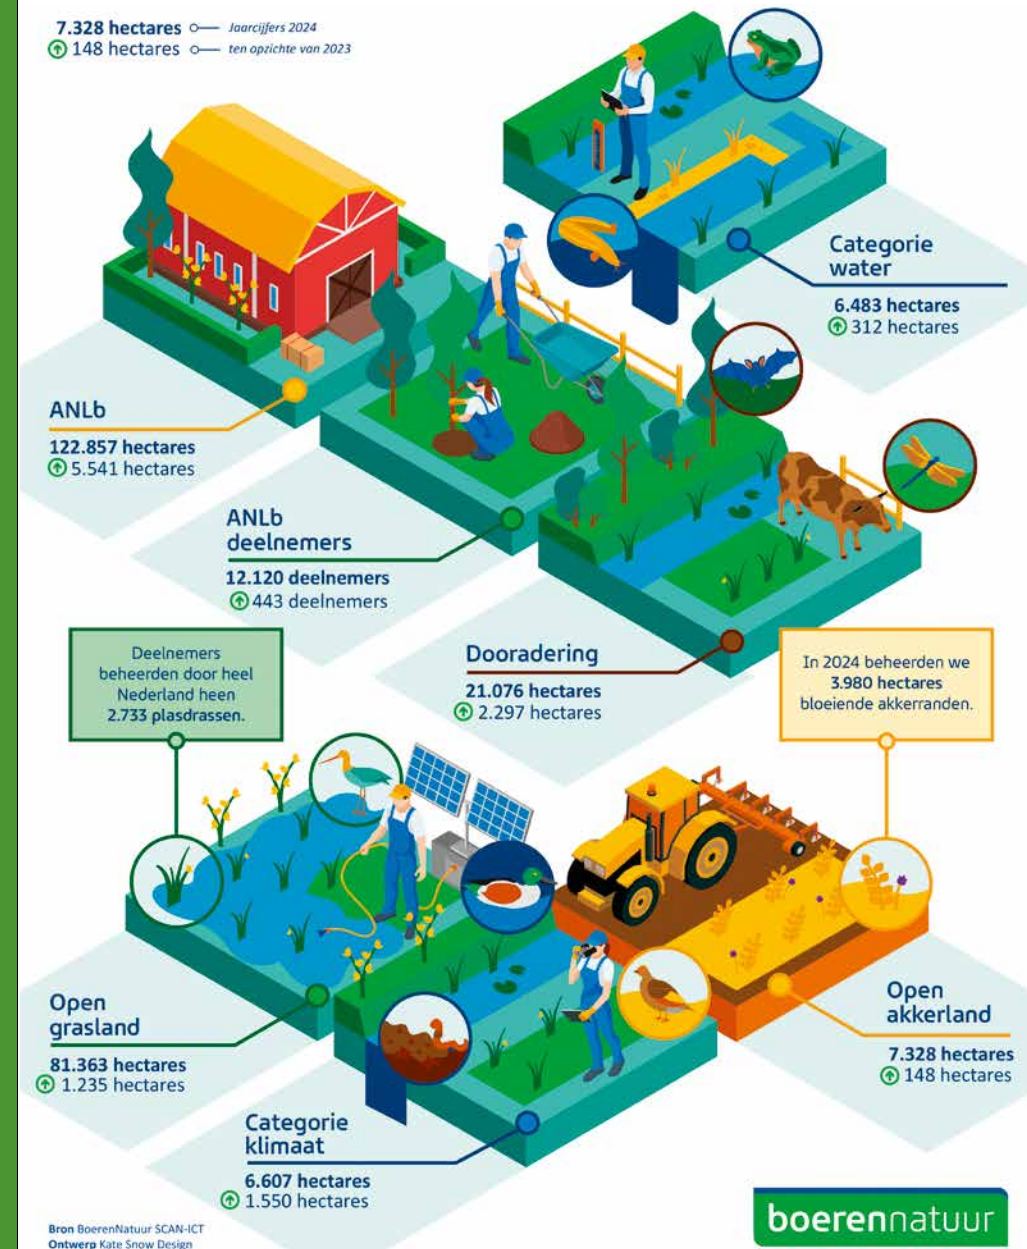 7.328 hectares Jaarcijfers 2024
148 hectares ten opzichte van 2023
Categorie
water
6.483 hectares
312 hectares
ANLb
122.857 hectares
5.541 hectares
ANLb
deelnemers
12.120 deelnemers
443 deelnemers
Dooradering
21.076 hectares
2.297 hectares
Deelnemers
beheerden door heel
Nederland heen
2.733 plasdrassen.
In 2024 beheerden we
3.980 hectares
bloeiende akkerranden.
Open
grasland
81.363 hectares
1.235 hectares
Open
akkerland
7.328 hectares
148 hectares
Categorie
klimaat
6.607 hectares
1.550 hectares
Bron BoerenNatuur SCAN-ICT
Ontwerp Kate Snow Design
boerennatuur